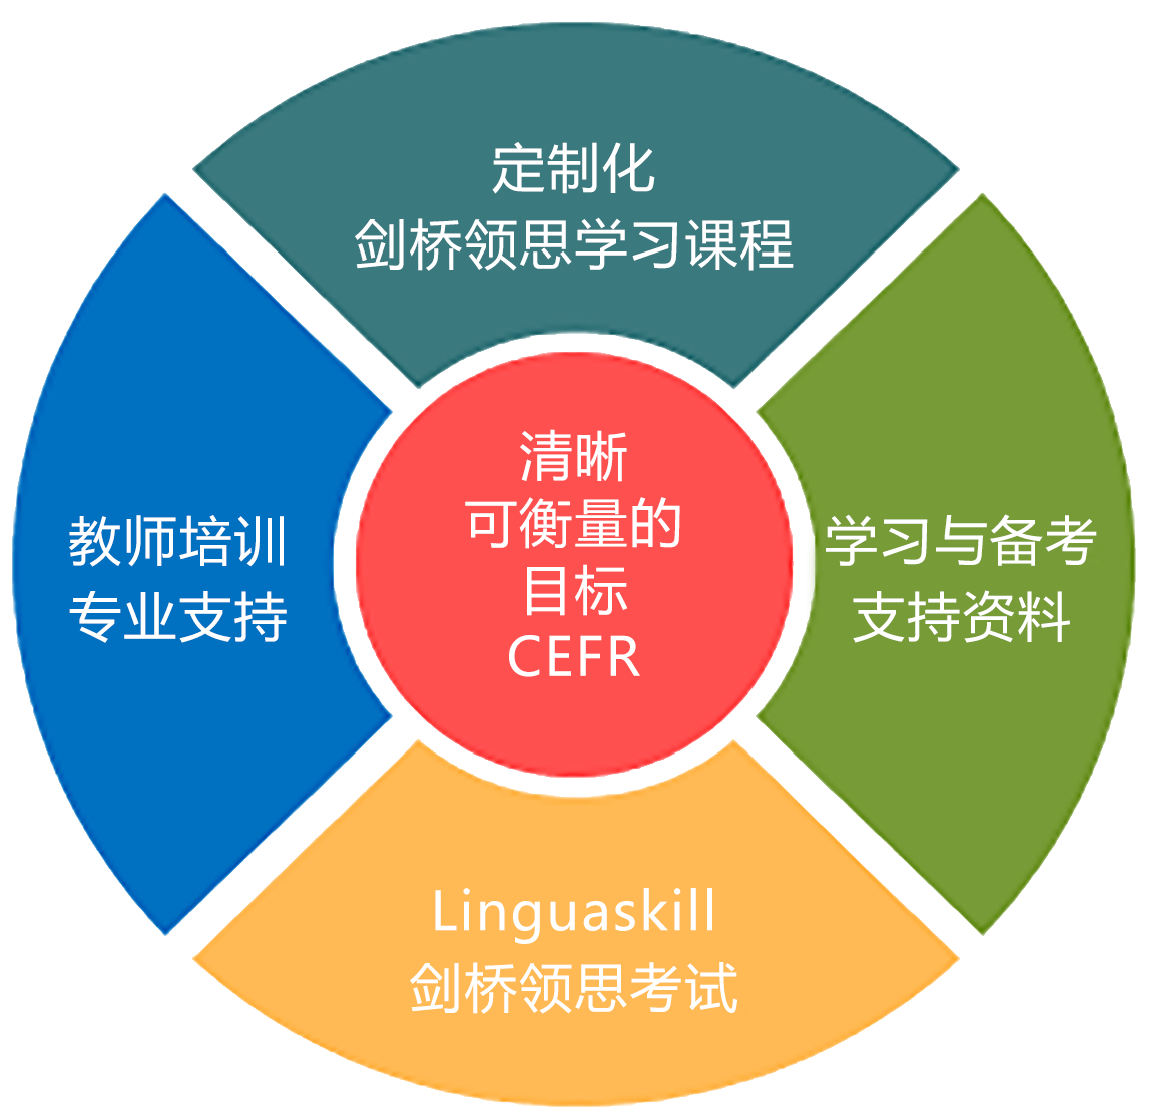 定制化
剑桥领思学习课程
教师培训
专业支持
清晰
可衡量的
目标
CEFR
学习与备考
支持资料
Linguaskill
剑桥领思考试